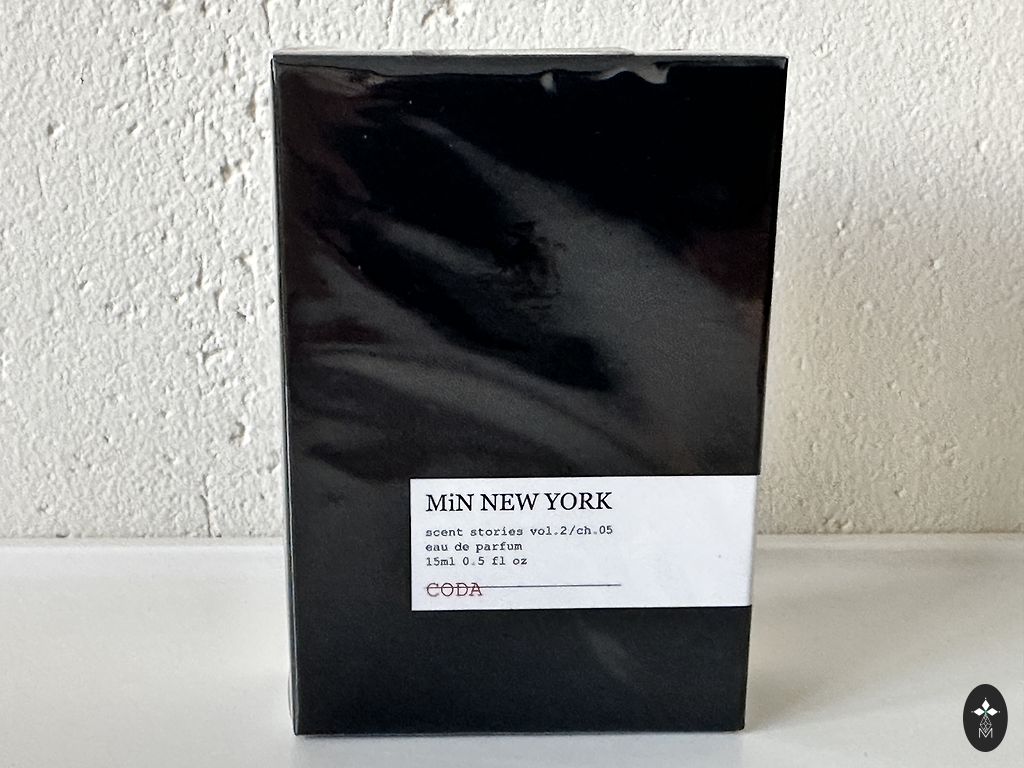 MiN NEW YORK
scent stories vol.2/ch.05
eau de parfum
15ml 0.5 fl oz
CODA
M